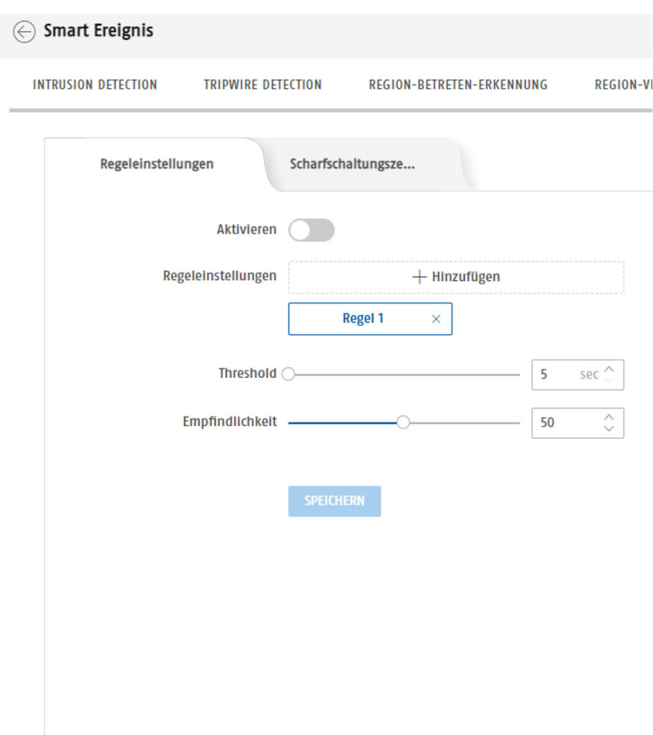 Smart Ereignis
INTRUSION DETECTION TRIPWIRE DETECTION REGION-BETRETEN-ERKENNUNG REGION-V
Regeleinstellungen Scharfschaltungsze...
Aktivieren
Regeleinstellungen + Hinzufügen
Regel 1 ×
Threshold 5 sec
Empfindlichkeit 50
SPEICHERN